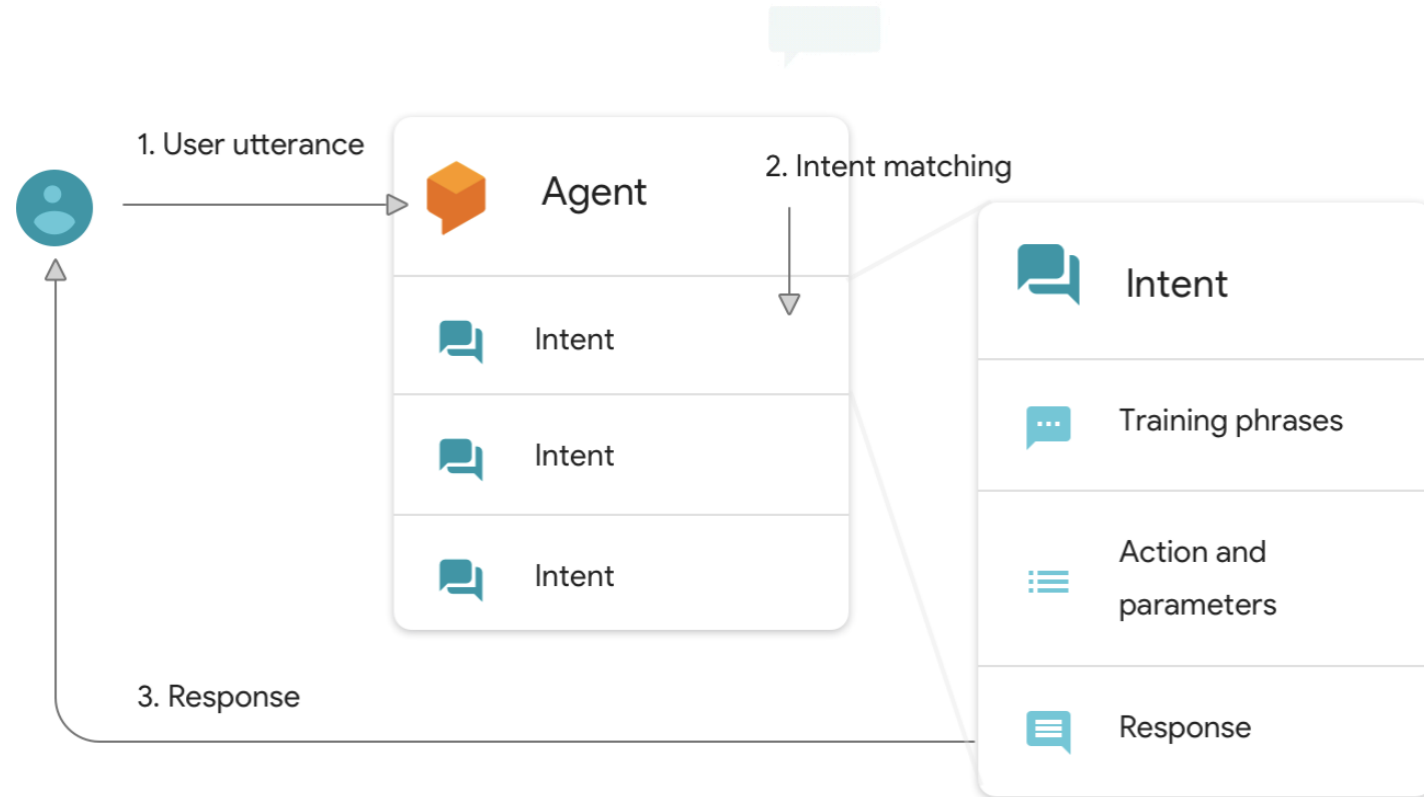 1. User utterance
Agent
2. Intent matching
Intent
Intent
Intent
3. Response
Intent
Training phrases
Action and
parameters
Response